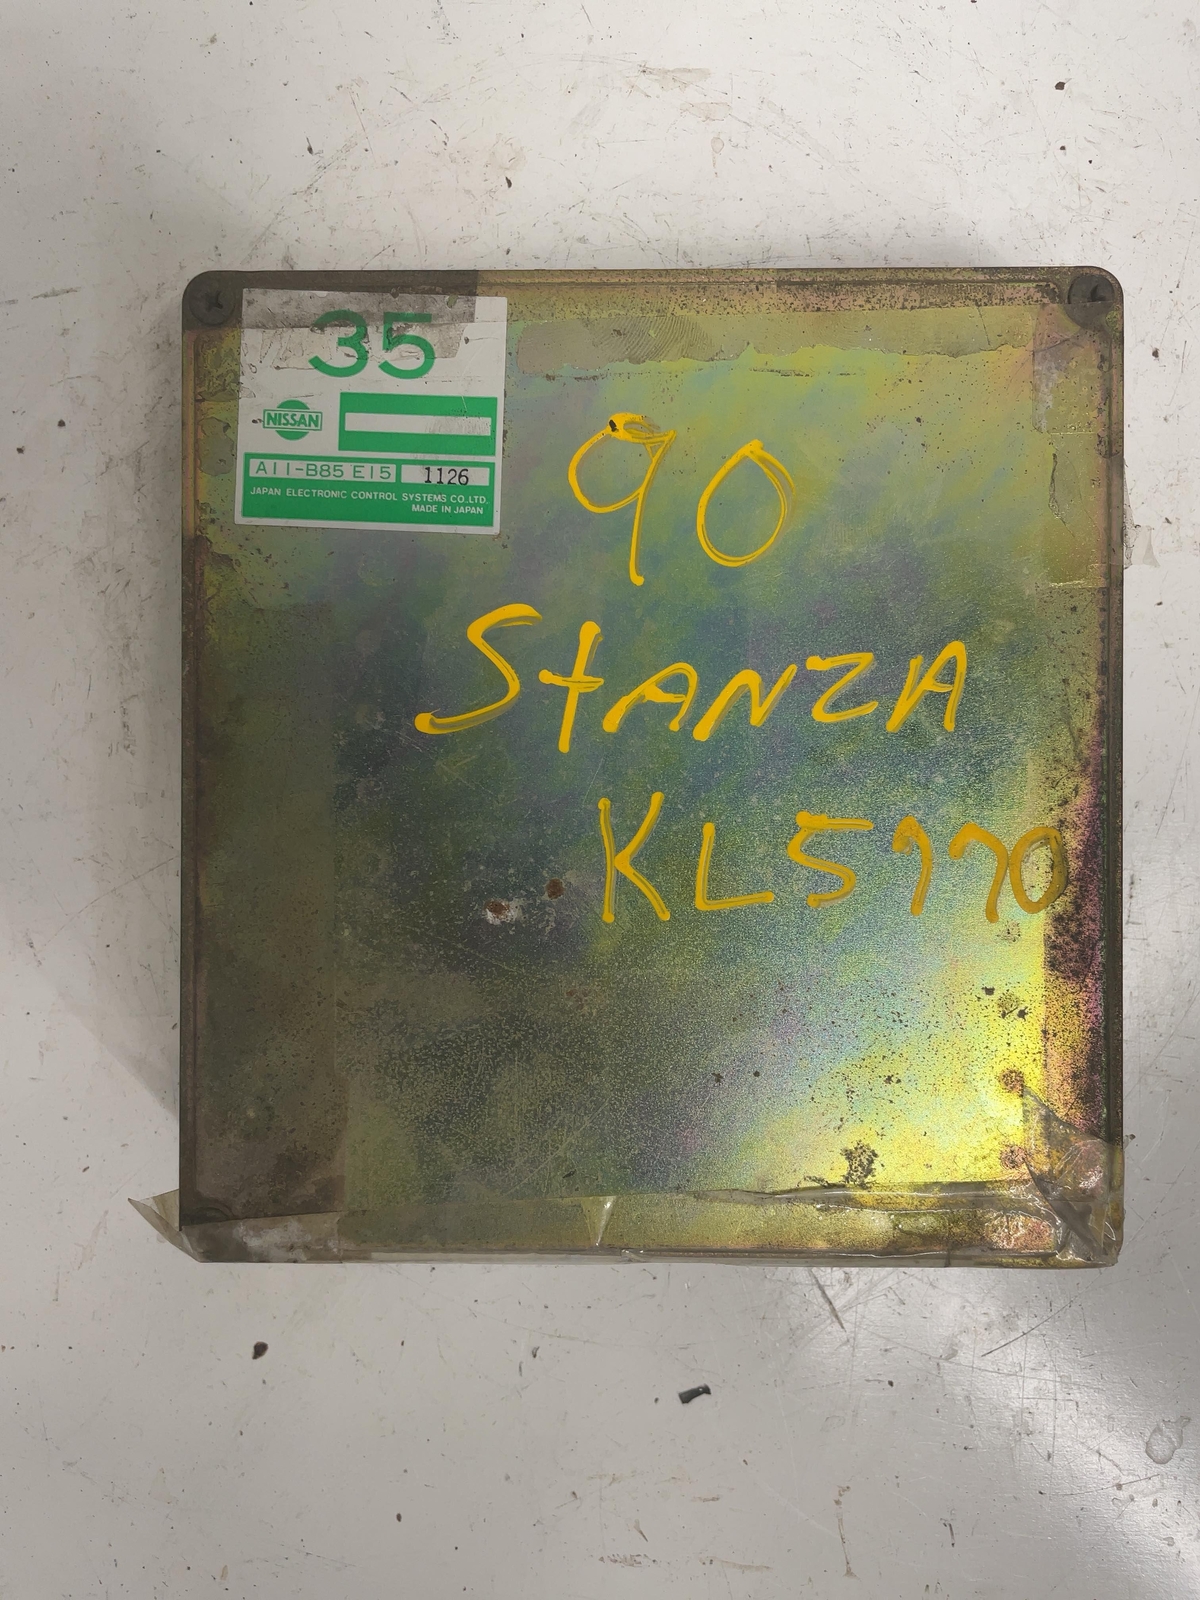 35
NISSAN
A11-B85 E15 1126
JAPAN ELECTRONIC CONTROL SYSTEMS CO.,LTD.
MADE IN JAPAN
90
StANZA
KL5770